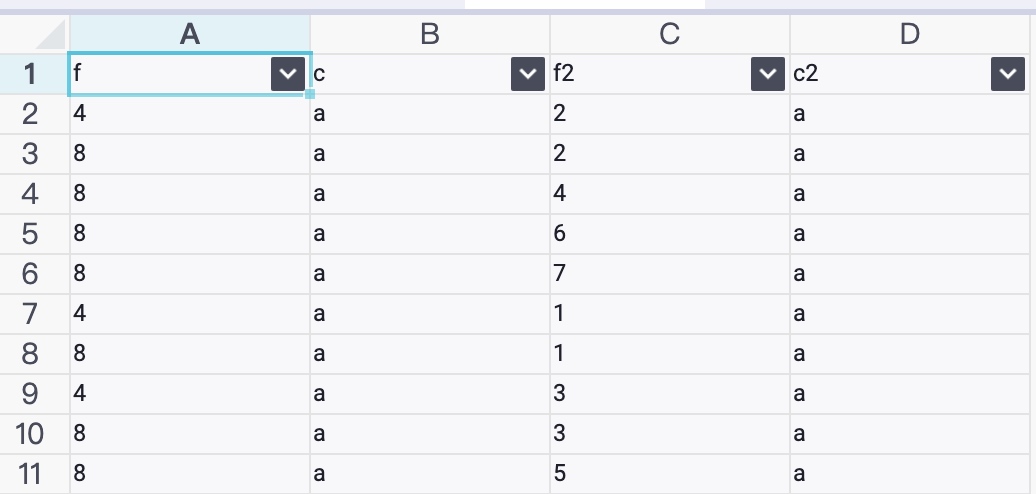 A B C D
1 f c f2 c2
2 4 a 2 a
3 8 a 2 a
4 8 a 4 a
5 8 a 6 a
6 8 a 7 a
7 4 a 1 a
8 8 a 1 a
9 4 a 3 a
10 8 a 3 a
11 8 a 5 a